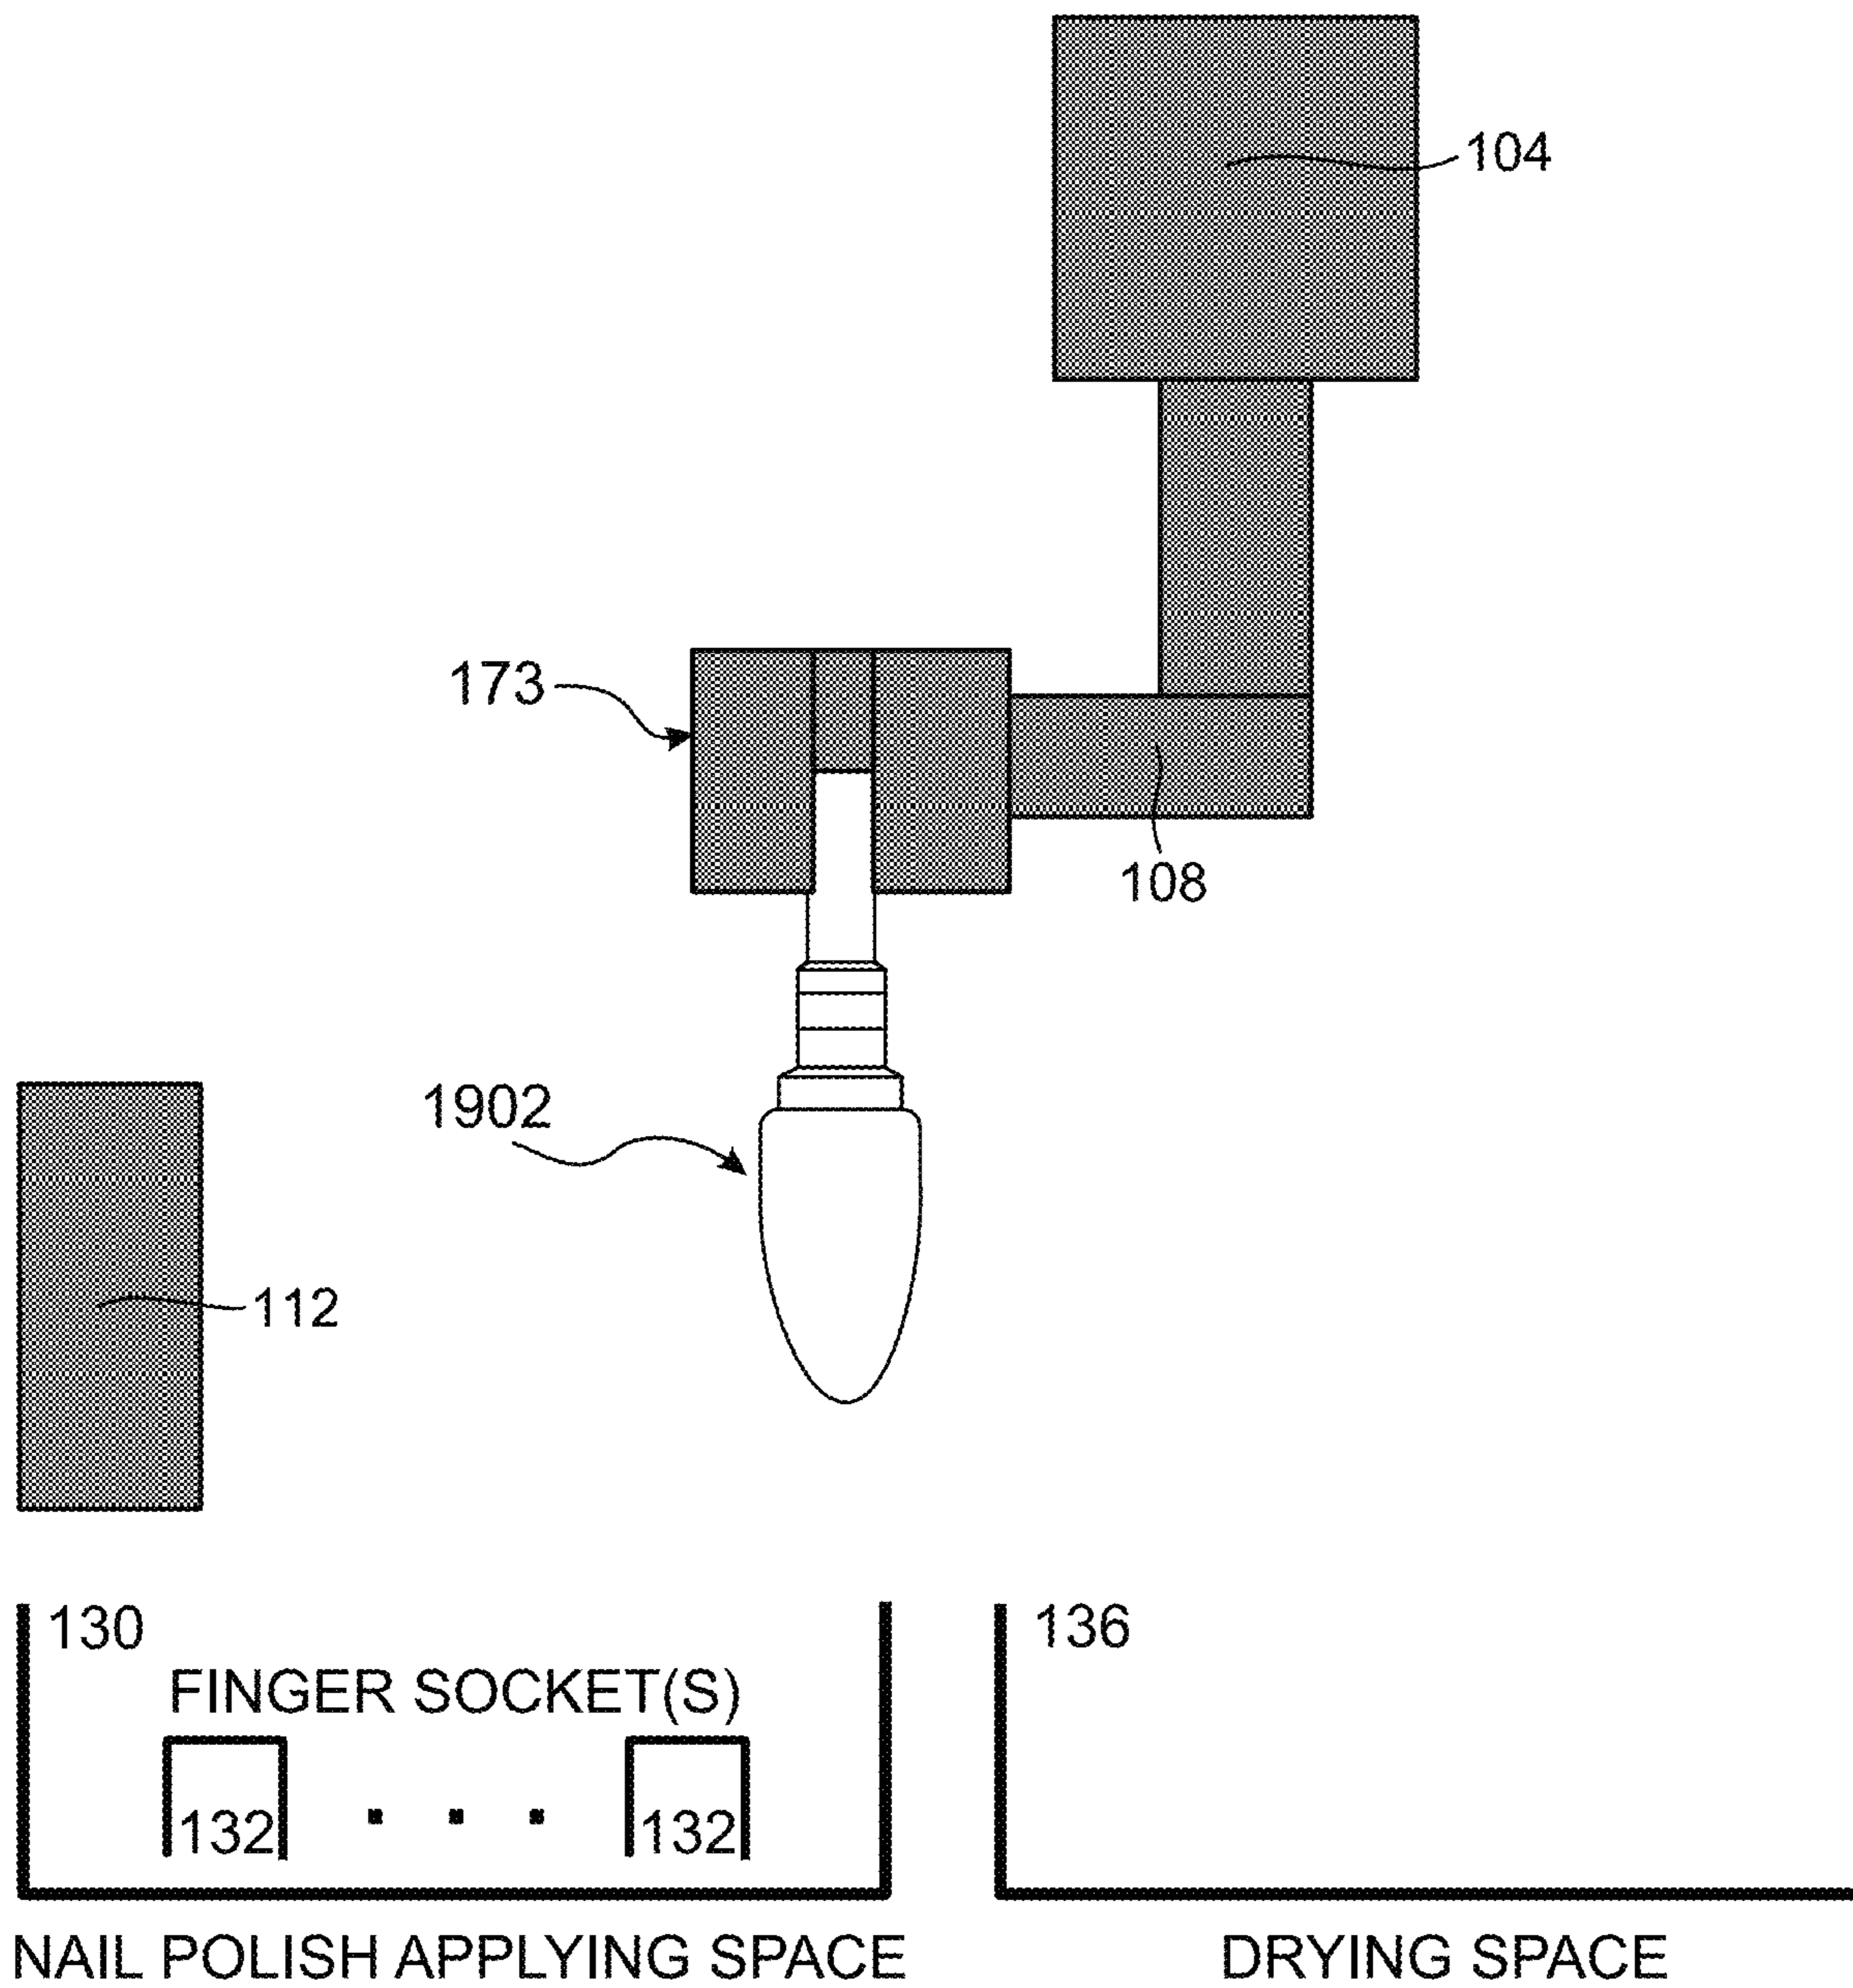 104
173
108
1902
112
130
136
FINGER SOCKET(S)
132 . . . 132
NAIL POLISH APPLYING SPACE
DRYING SPACE